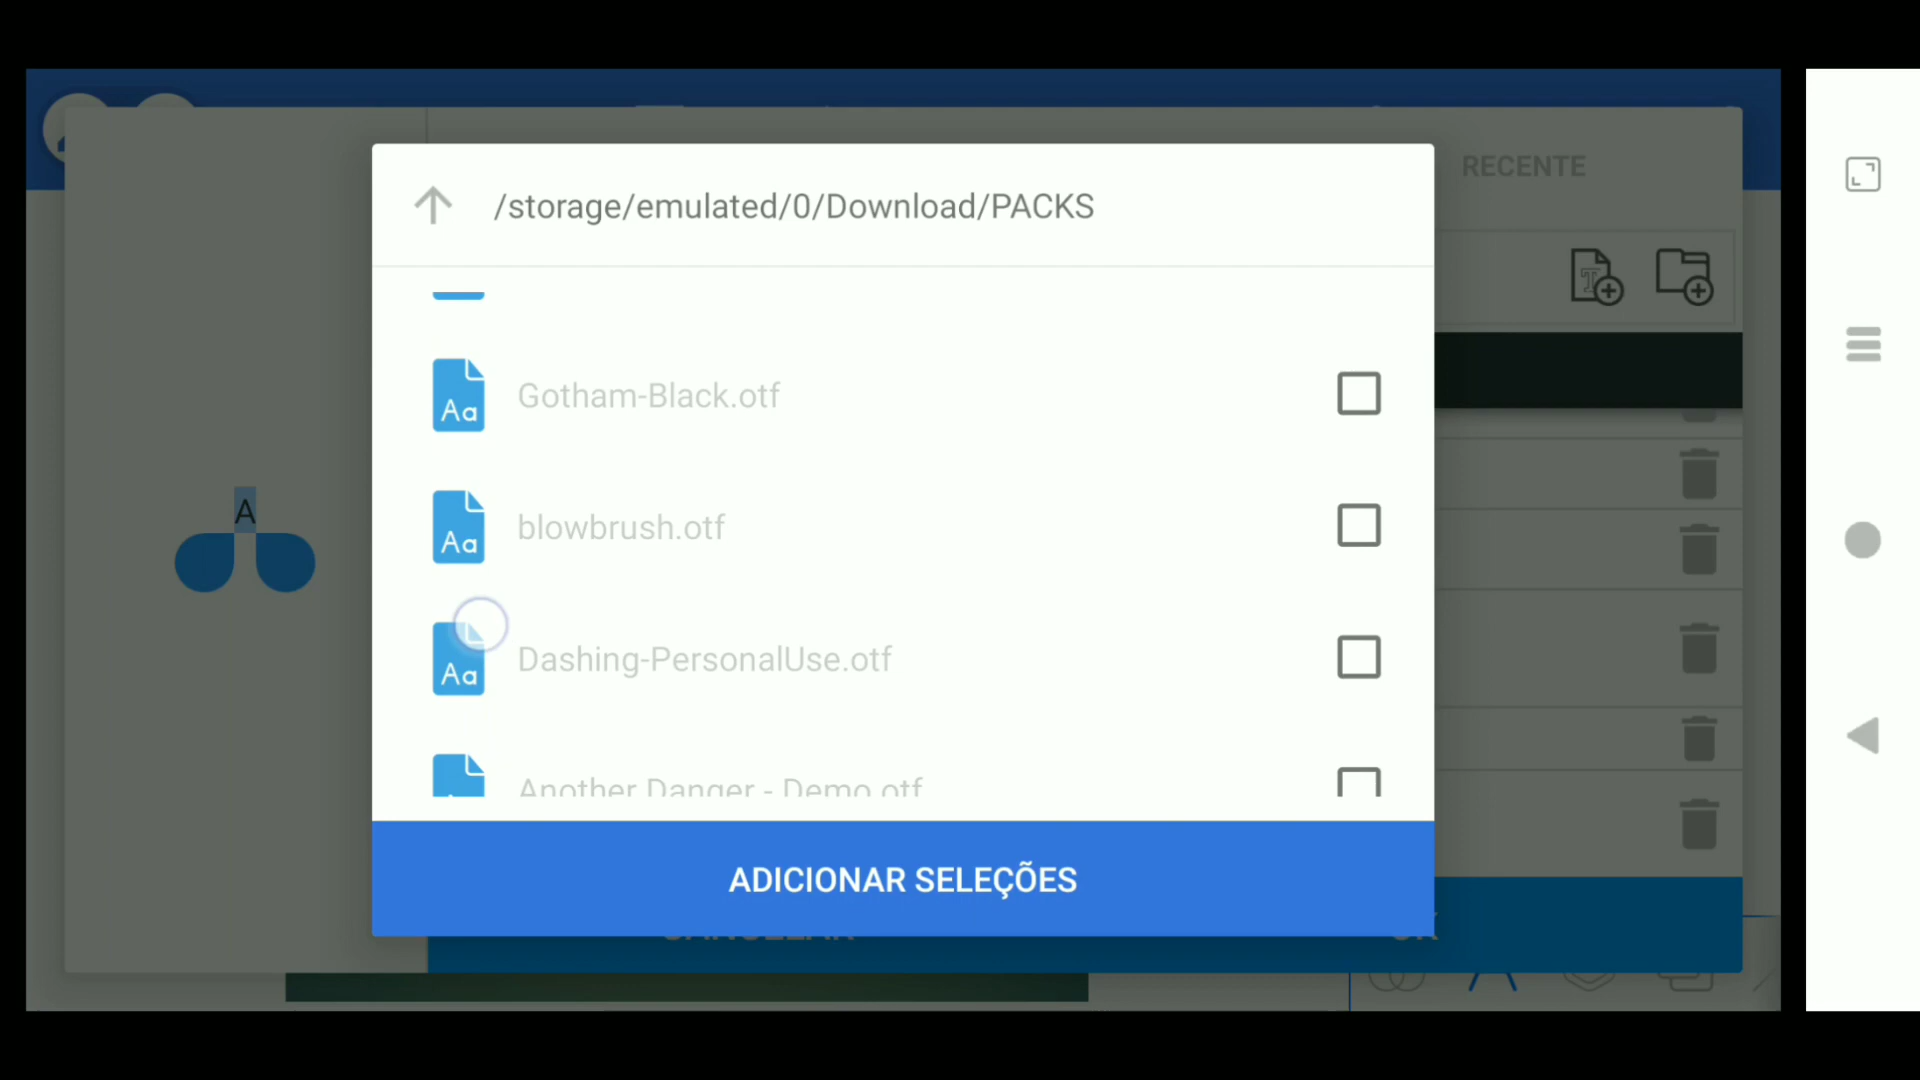 RECENTE
/storage/emulated/0/Download/PACKS
Aa Gotham-Black.otf
Aa blowbrush.otf
A
Aa Dashing-PersonalUse.otf
Another Danger - Demo.otf
ADICIONAR SELEÇÕES